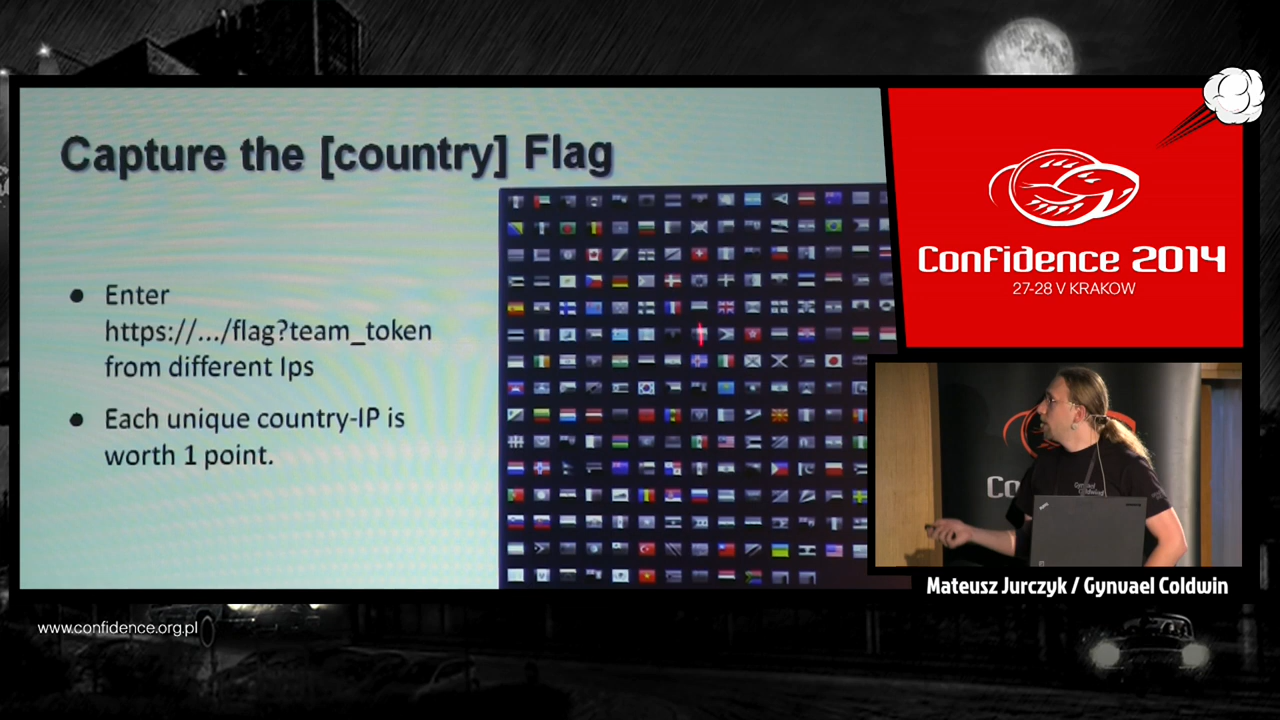 Capture the [country] Flag
● Enter
https://.../flag?team_token
from different Ips
● Each unique country-IP is
worth 1 point.
Confidence 2014
27-28 V KRAKOW
Mateusz Jurczyk / Gynvael Coldwin
www.confidence.org.pl